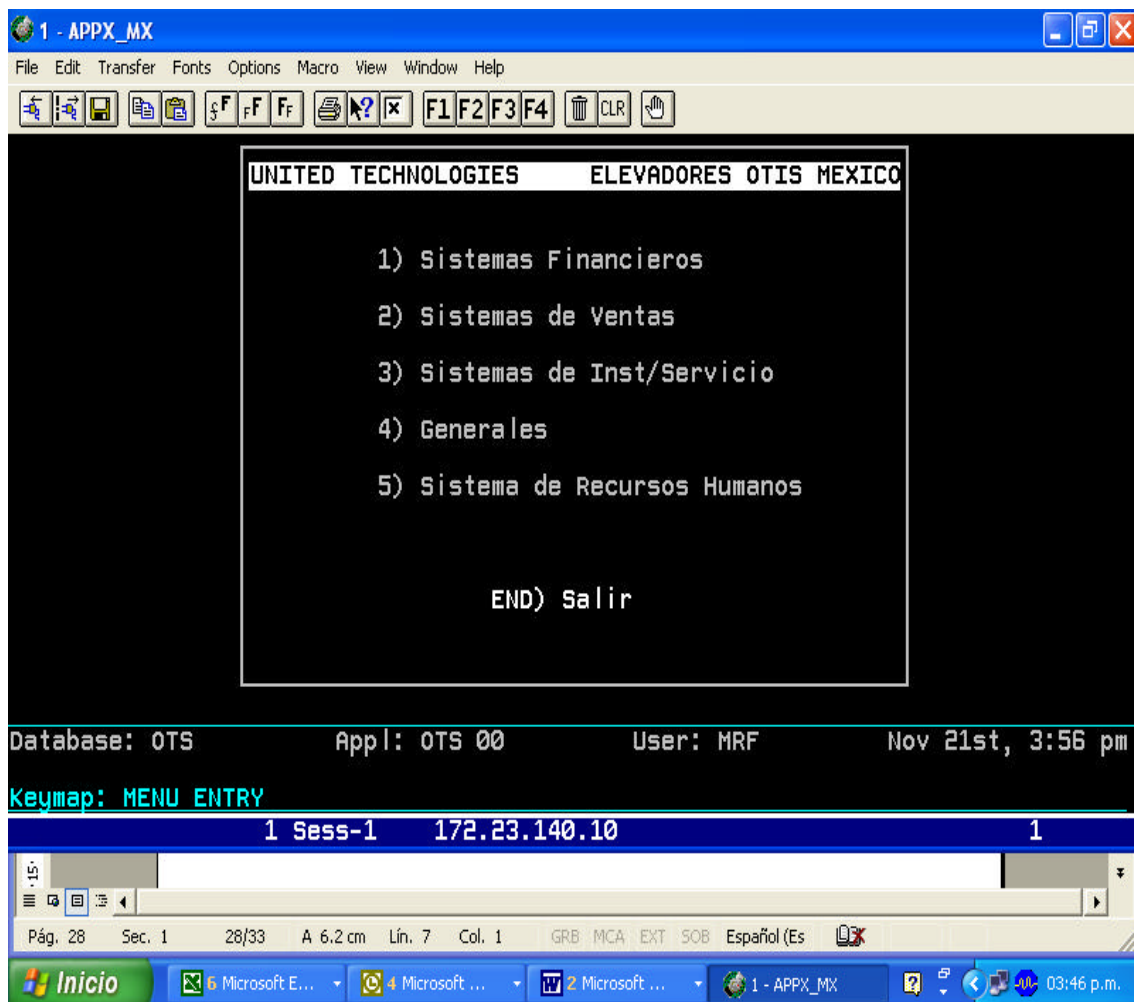 1 - APPX_MX
File Edit Transfer Fonts Options Macro View Window Help
F1 F2 F3 F4 CLR
UNITED TECHNOLOGIES ELEVADORES OTIS MEXICO
1) Sistemas Financieros
2) Sistemas de Ventas
3) Sistemas de Inst/Servicio
4) Generales
5) Sistema de Recursos Humanos
END) Salir
Database: OTS Appl: OTS 00 User: MRF Nov 21st, 3:56 pm
Keymap: MENU ENTRY
1 Sess-1 172.23.140.10 1
15
Pág. 28 Sec. 1 28/33 A 6.2 cm Lín. 7 Col. 1 GRB MCA EXT SOB Español (Es
Inicio 6 Microsoft E... 4 Microsoft ... 2 Microsoft ... 1 - APPX_MX 03:46 p.m.